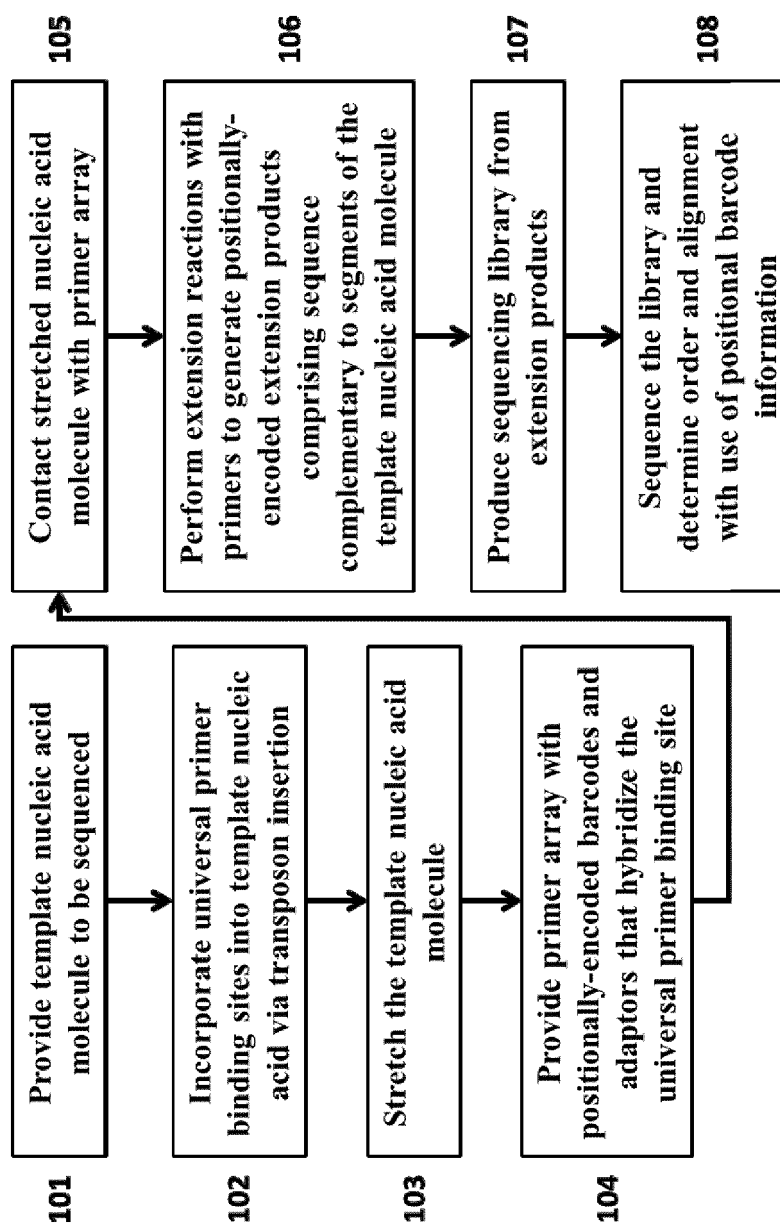 101
Provide template nucleic acid
molecule to be sequenced
102
Incorporate universal primer
binding sites into template nucleic
acid via transposon insertion
103
Stretch the template nucleic acid
molecule
104
Provide primer array with
positionally-encoded barcodes and
adaptors that hybridize the
universal primer binding site
105
Contact stretched nucleic acid
molecule with primer array
106
Perform extension reactions with
primers to generate positionally-
encoded extension products
comprising sequence
complementary to segments of the
template nucleic acid molecule
107
Produce sequencing library from
extension products
108
Sequence the library and
determine order and alignment
with use of positional barcode
information